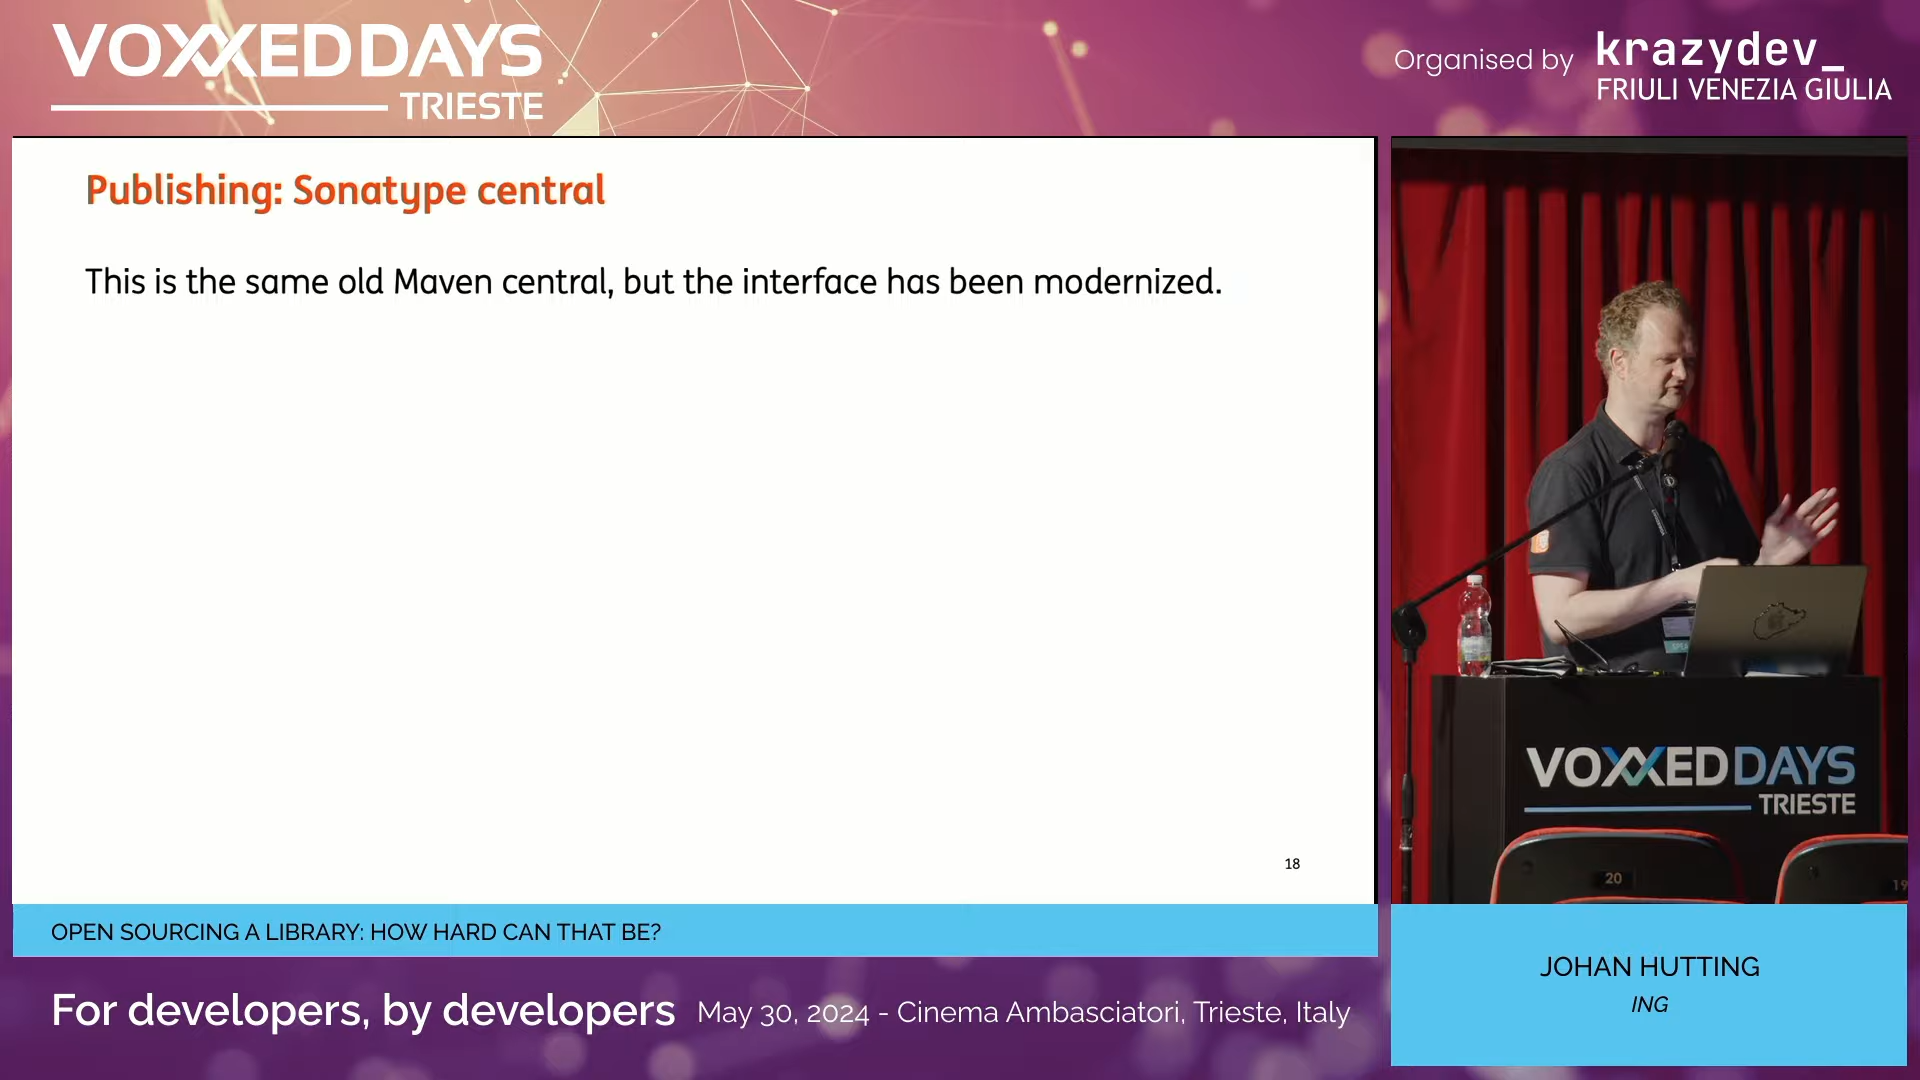 VOXXEDDAYS
TRIESTE
Organised by krazydev_
FRIULI VENEZIA GIULIA
Publishing: Sonatype central
This is the same old Maven central, but the interface has been modernized.
18
VOXXEDDAYS
TRIESTE
20
19
OPEN SOURCING A LIBRARY: HOW HARD CAN THAT BE?
JOHAN HUTTING
ING
For developers, by developers May 30, 2024 - Cinema Ambasciatori, Trieste, Italy